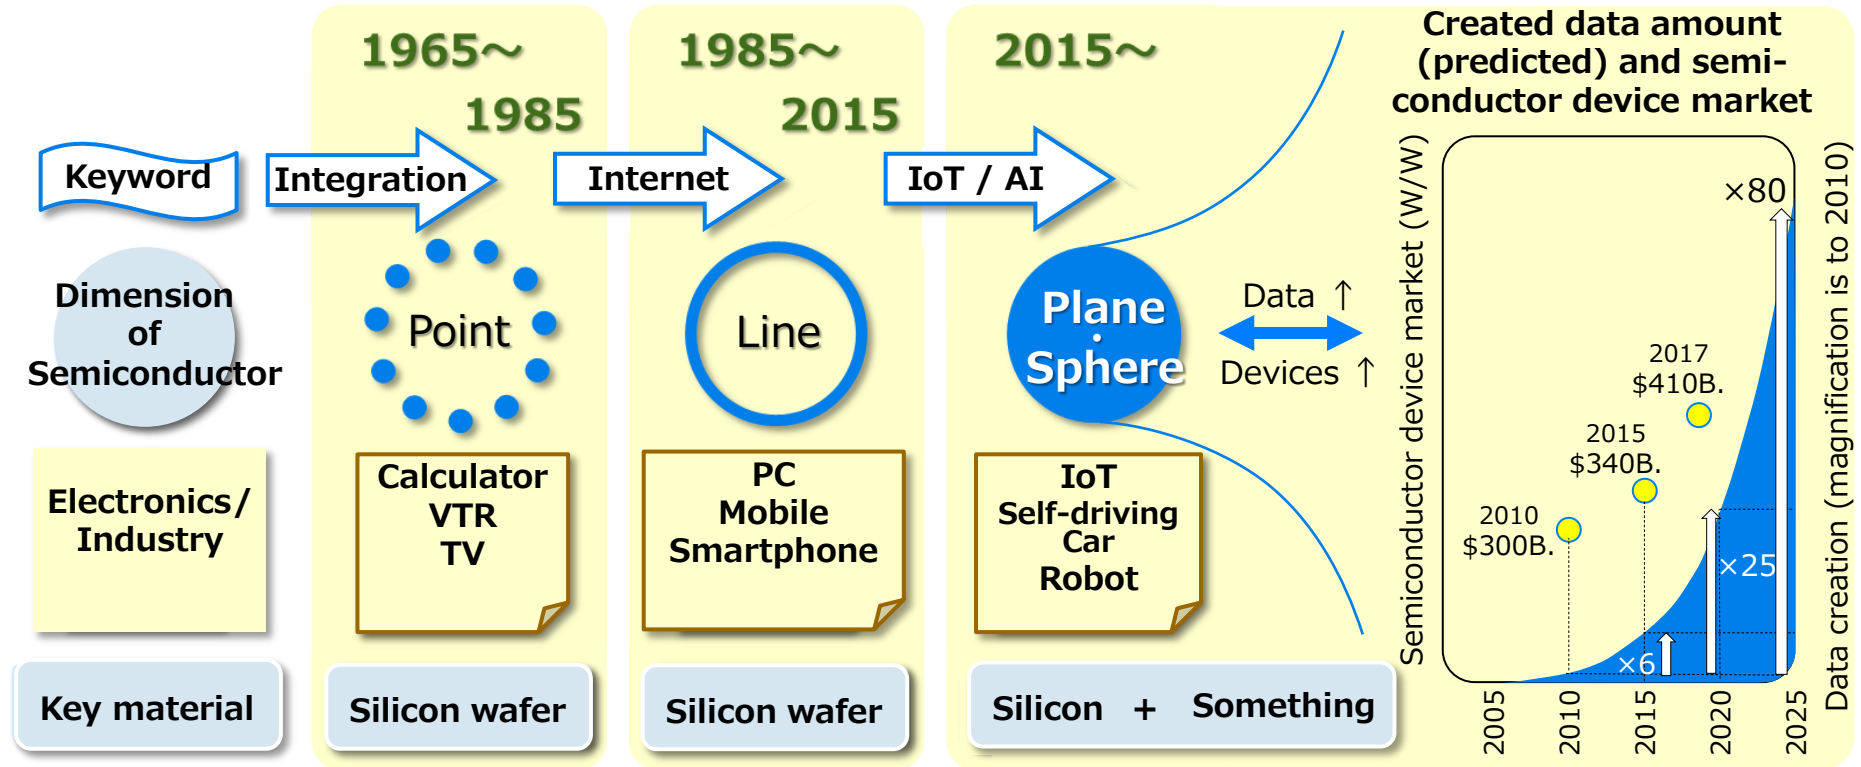 1965～
1985
1985～
2015
2015～
Created data amount
(predicted) and semi-
conductor device market
Keyword
Integration
Internet
IoT / AI
Dimension
of
Semiconductor
Point
Line
Plane
・
Sphere
Data ↑
Devices ↑
Electronics/
Industry
Calculator
VTR
TV
PC
Mobile
Smartphone
IoT
Self-driving
Car
Robot
Key material
Silicon wafer
Silicon wafer
Silicon + Something
Semiconductor device market (W/W)
×80
2017
$410B.
2015
$340B.
2010
$300B.
×25
×6
2005
2010
2015
2020
2025
Data creation (magnification is to 2010)